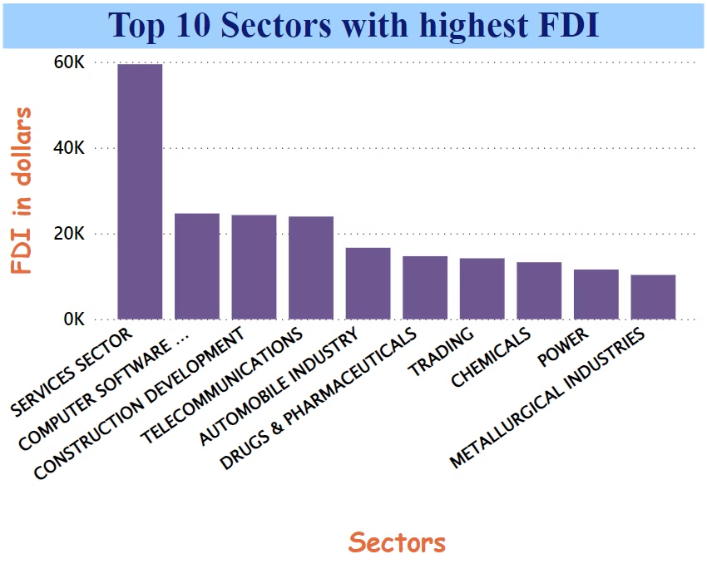 Top 10 Sectors with highest FDI
FDI in dollars
60K
40K
20K
0K
SERVICES SECTOR
COMPUTER SOFTWARE ...
CONSTRUCTION DEVELOPMENT
TELECOMMUNICATIONS
AUTOMOBILE INDUSTRY
DRUGS & PHARMACEUTICALS
TRADING
CHEMICALS
POWER
METALLURGICAL INDUSTRIES
Sectors